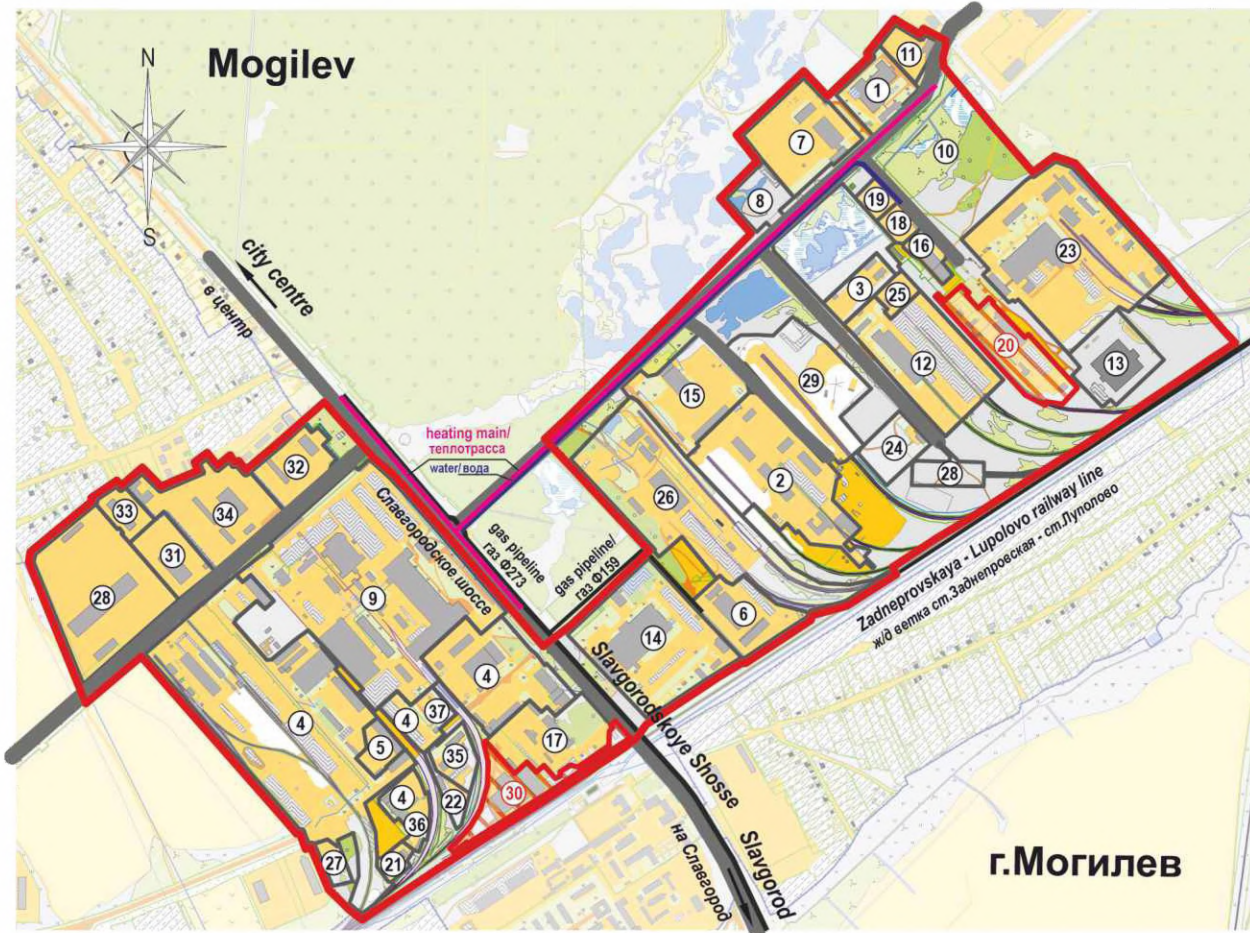 Mogilev
N
S
city centre
в центр
11
1
7
8
10
19
18
16
23
3
25
20
13
12
29
15
24
28
2
26
6
14
heating main/
теплотрасса
water/вода
gas pipeline
газ Ф273
gas pipeline/
газ Ф159
Славгородское шоссе
Slavgorodskoye Shosse
Zadneprovskaya - Lupolovo railway line
ж/д ветка ст.Заднепровская - ст.Луполово
32
33
34
31
28
9
4
4
4
37
5
17
35
4
22
30
36
21
27
на Славгород
Slavgorod
г.Могилев